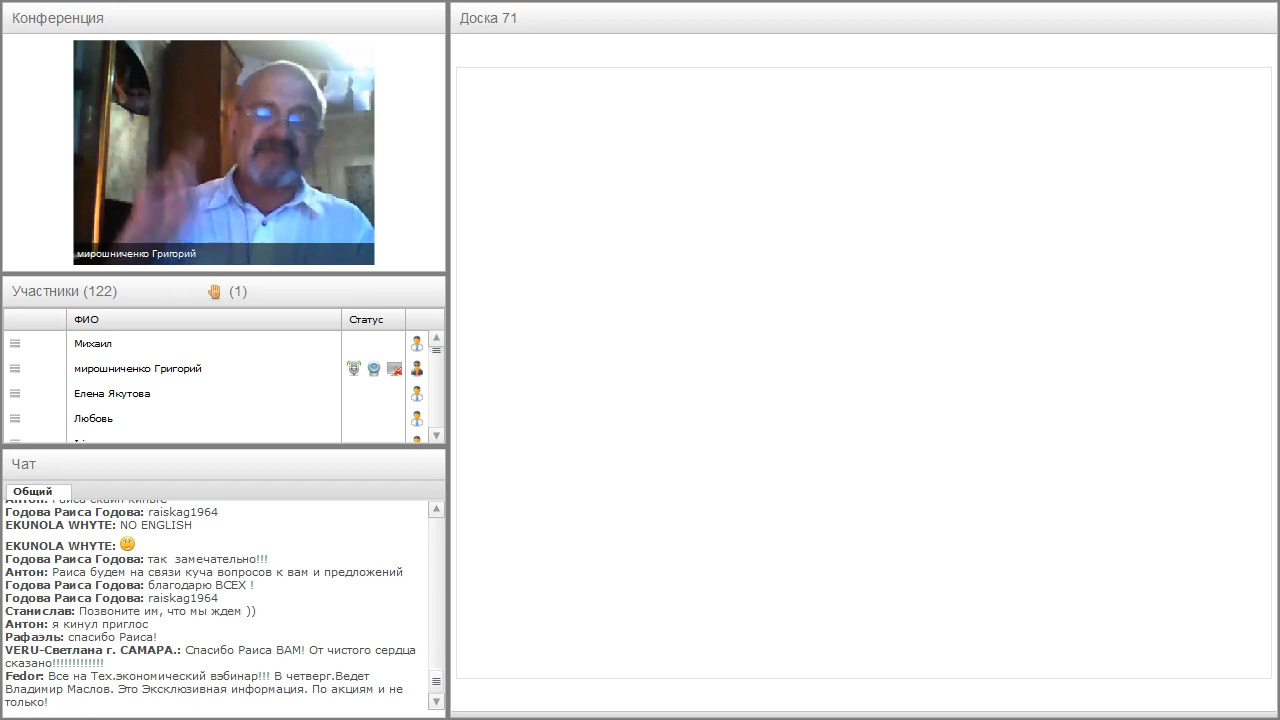 Конференция
мирошниченко Григорий
Участники (122)
(1)
ФИО
Статус
Михаил
мирошниченко Григорий
Елена Якутова
Любовь
Чат
Общий
Годова Раиса Годова: raiskag1964
EKUNOLA WHYTE: NO ENGLISH
EKUNOLA WHYTE:
Годова Раиса Годова: так замечательно!!!
Антон: Раиса будем на связи куча вопросов к вам и предложений
Годова Раиса Годова: благодарю ВСЕХ !
Годова Раиса Годова: raiskag1964
Станислав: Позвоните им, что мы ждем ))
Антон: я кинул приглос
Рафаэль: спасибо Раиса!
VERU-Светлана г. САМАРА.: Спасибо Раиса ВАМ! От чистого сердца
сказано!!!!!!!!!!!!!
Fedor: Все на Тех.экономический вэбинар!!! В четверг.Ведет
Владимир Маслов. Это Эксклюзивная информация. По акциям и не
только!
Доска 71